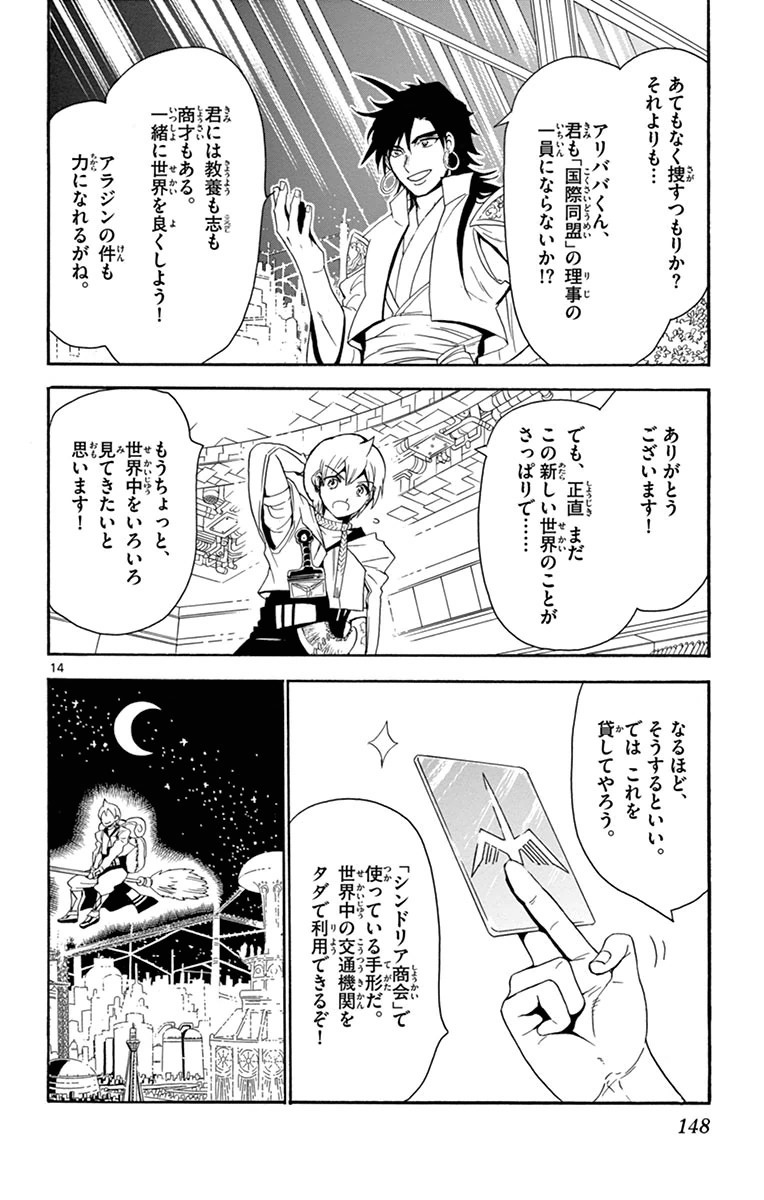 あてもなく捜すつもりか?
それよりも…
アリババくん、
君も「国際同盟」の理事の
一員にならないか!?
君には教養も志も
商才もある。
一緒に世界を良くしよう!
アラジンの件も
力になれるがね。
ありがとう
ございます!
でも、正直 まだ
この新しい世界のことが
さっぱりで……
もうちょっと、
世界中をいろいろ
見てきたいと
思います!
14
なるほど、
そうするといい。
では これを
貸してやろう。
「シンドリア商会」で
使っている手形だ。
世界中の交通機関を
タダで利用できるぞ!
148